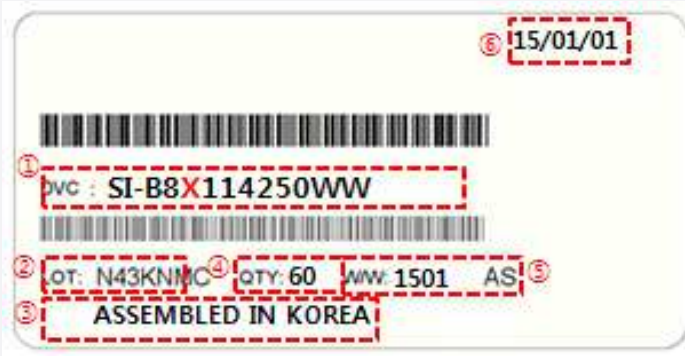 ⑥ 15/01/01
① DVC : SI-B8X114250WW
② LOT: N43KNMC ④ QTY: 60 WW: 1501 AS ⑤
③ ASSEMBLED IN KOREA